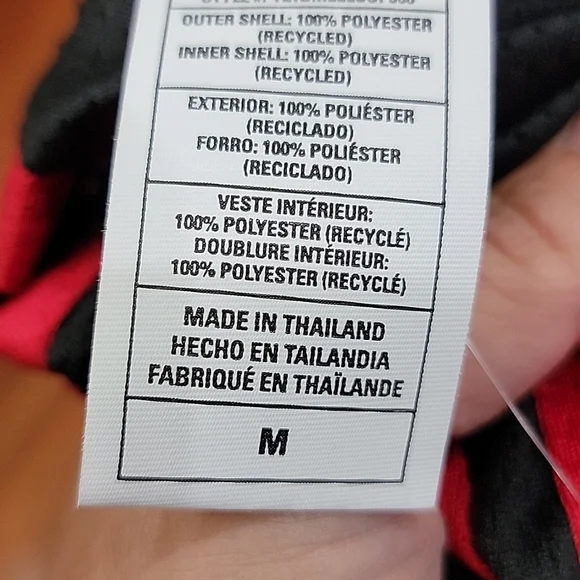 OUTER SHELL: 100% POLYESTER
(RECYCLED)
INNER SHELL: 100% POLYESTER
(RECYCLED)
EXTERIOR: 100% POLIÉSTER
(RECICLADO)
FORRO: 100% POLIÉSTER
(RECICLADO)
VESTE INTÉRIEUR:
100% POLYESTER (RECYCLÉ)
DOUBLURE INTÉRIEUR:
100% POLYESTER (RECYCLÉ)
MADE IN THAILAND
HECHO EN TAILANDIA
FABRIQUÉ EN THAÏLANDE
M